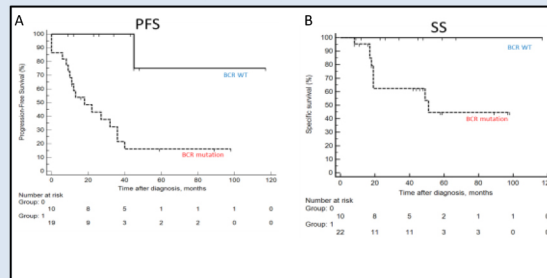 A PFS
Progression-Free Survival (%)
100
90
80
70
60
50
40
30
20
10
0
BCR WT
BCR mutation
0 20 40 60 80 100 120
Time after diagnosis, months
Number at risk
Group: 0
10 8 5 1 1 1 0
Group: 1
19 9 3 2 2 0 0
B SS
Specific survival (%)
100
90
80
70
60
50
40
30
20
10
0
BCR WT
BCB mutation
0 20 40 60 80 100 120
Time after diagnosis, months
Number at risk
Group: 0
10 8 5 2 1 1
Group: 1
22 11 11 3 3 0